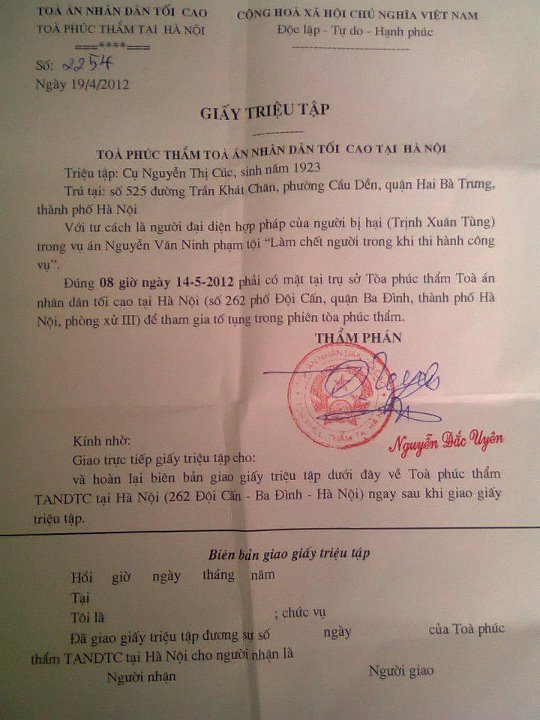 TOÀ ÁN NHÂN DÂN TỐI CAO
TOÀ PHÚC THẨM TẠI HÀ NỘI
===****===
Số: 2254
Ngày 19/4/2012
CỘNG HOÀ XÃ HỘI CHỦ NGHĨA VIỆT NAM
Độc lập - Tự do - Hạnh phúc
GIẤY TRIỆU TẬP
TOÀ PHÚC THẨM TOÀ ÁN NHÂN DÂN TỐI CAO TẠI HÀ NỘI
Triệu tập: Cụ Nguyễn Thị Cúc, sinh năm 1923
Trú tại: số 525 đường Trần Khát Chân, phường Cầu Dền, quận Hai Bà Trưng,
thành phố Hà Nội
Với tư cách là người đại diện hợp pháp của người bị hại (Trịnh Xuân Tùng)
trong vụ án Nguyễn Văn Ninh phạm tội “Làm chết người trong khi thi hành công
vụ”.
Đúng 08 giờ ngày 14-5-2012 phải có mặt tại trụ sở Tòa phúc thẩm Toà án
nhân dân tối cao tại Hà Nội (số 262 phố Đội Cấn, quận Ba Đình, thành phố Hà
Nội, phòng xử III) để tham gia tố tụng trong phiên tòa phúc thẩm.
THẨM PHÁN
Nguyễn Đắc Uyên
Kính nhờ:
Giao trực tiếp giấy triệu tập cho:
và hoàn lại biên bản giao giấy triệu tập dưới đây về Toà phúc thẩm
TANDTC tại Hà Nội (262 Đội Cấn - Ba Đình - Hà Nội) ngay sau khi giao giấy
triệu tập.
Biên bản giao giấy triệu tập
Hồi giờ ngày tháng năm
Tại
Tôi là ; chức vụ
Đã giao giấy triệu tập đương sự số ngày của Toà phúc
thẩm TANDTC tại Hà Nội cho người nhận là
Người nhận Người giao